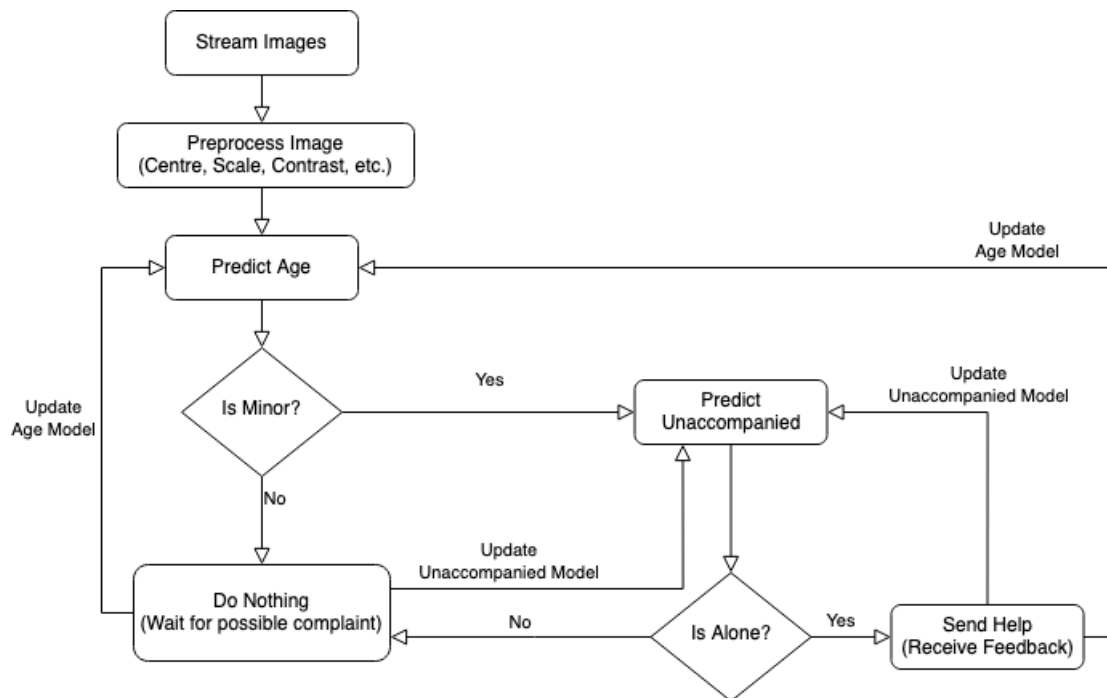 Stream Images
Preprocess Image
(Centre, Scale, Contrast, etc.)
Update
Age Model
Predict Age
Update
Unaccompanied Model
Yes
Predict
Unaccompanied
Is Minor?
Update
Age Model
No
Update
Unaccompanied Model
Do Nothing
(Wait for possible complaint)
No
Is Alone?
Yes
Send Help
(Receive Feedback)